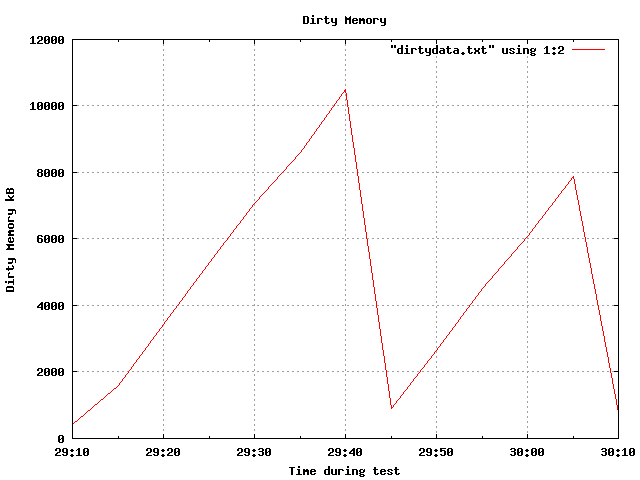 Dirty Memory
"dirtydata.txt" using 1:2
12000
10000
8000
6000
4000
2000
0
Dirty Memory kB
29:10 29:20 29:30 29:40 29:50 30:00 30:10
Time during test